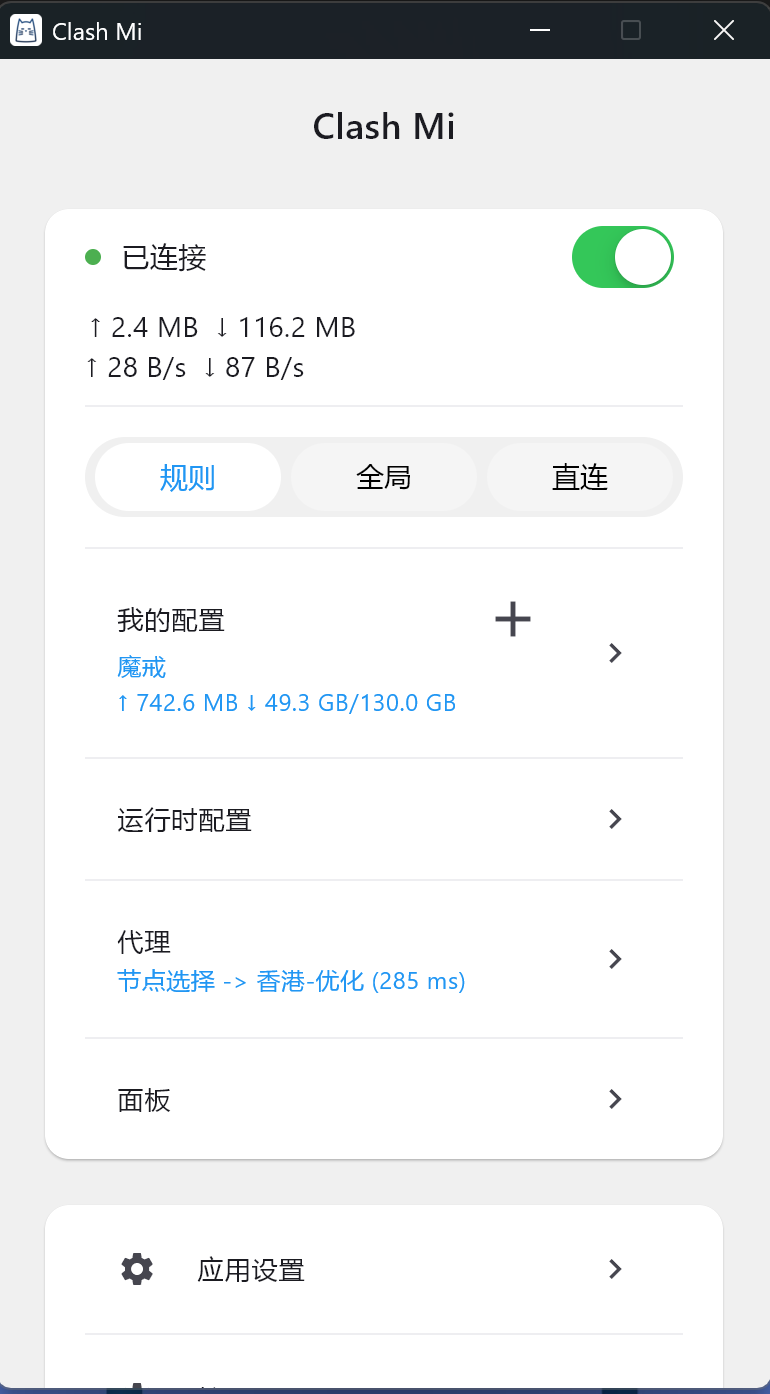 Clash Mi
Clash Mi
已连接
↑ 2.4 MB ↓ 116.2 MB
↑ 28 B/s ↓ 87 B/s
规则 全局 直连
我的配置
魔戒
↑ 742.6 MB ↓ 49.3 GB/130.0 GB
运行时配置
代理
节点选择 -> 香港-优化 (285 ms)
面板
应用设置